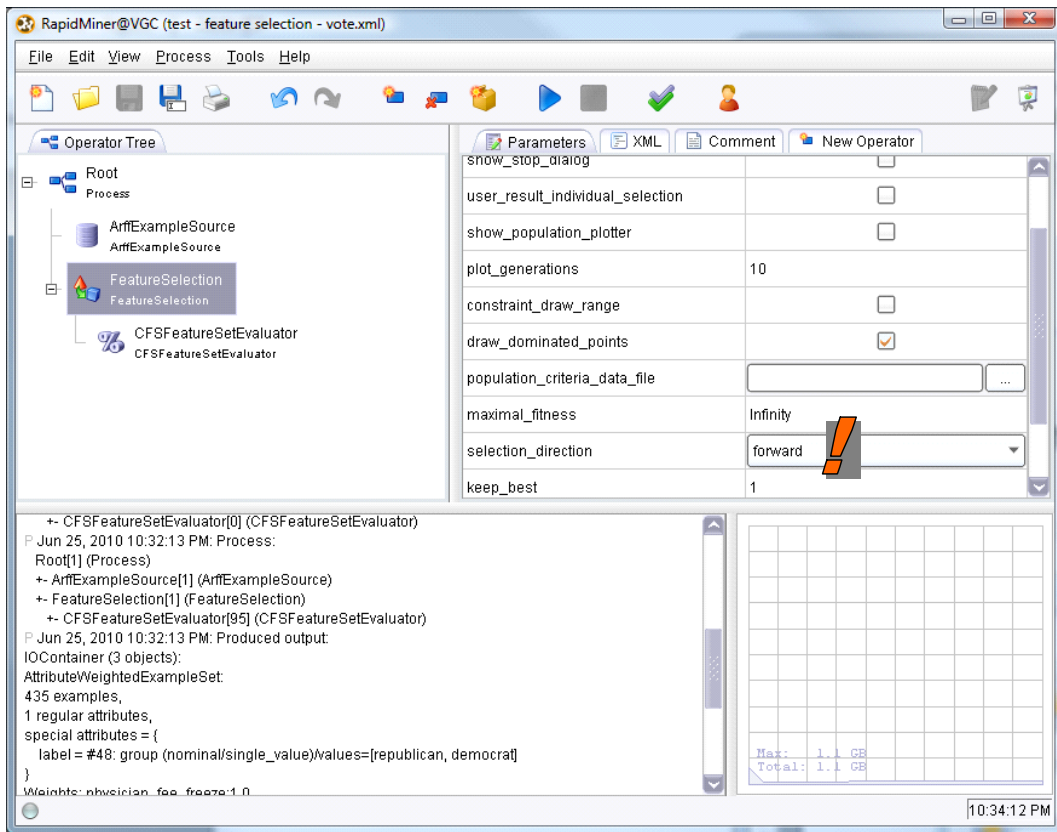 RapidMiner@VGC (test - feature selection - vote.xml)
File Edit View Process Tools Help
Operator Tree
Root
Process
ArffExampleSource
ArffExampleSource
FeatureSelection
FeatureSelection
CFSFeatureSetEvaluator
CFSFeatureSetEvaluator
Parameters XML Comment New Operator
show_stop_dialog
user_result_individual_selection
show_population_plotter
plot_generations 10
constraint_draw_range
draw_dominated_points
population_criteria_data_file ...
maximal_fitness Infinity
selection_direction forward !
keep_best 1
+- CFSFeatureSetEvaluator[0] (CFSFeatureSetEvaluator)
P Jun 25, 2010 10:32:13 PM: Process:
Root[1] (Process)
+- ArffExampleSource[1] (ArffExampleSource)
+- FeatureSelection[1] (FeatureSelection)
+- CFSFeatureSetEvaluator[95] (CFSFeatureSetEvaluator)
P Jun 25, 2010 10:32:13 PM: Produced output:
IOContainer (3 objects):
AttributeWeightedExampleSet:
435 examples,
1 regular attributes,
special attributes = {
label = #48: group (nominal/single_value)/values=[republican, democrat]
}
Weights: physician_fee_freeze:1.0
Max: 1.1 GB
Total: 1.1 GB
10:34:12 PM